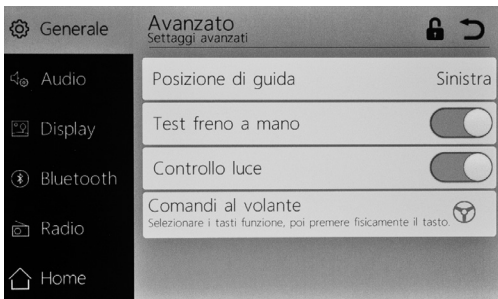 Generale
Audio
Display
Bluetooth
Radio
Home
Avanzato
Settaggi avanzati
Posizione di guida Sinistra
Test freno a mano
Controllo luce
Comandi al volante
Selezionare i tasti funzione, poi premere fisicamente il tasto.